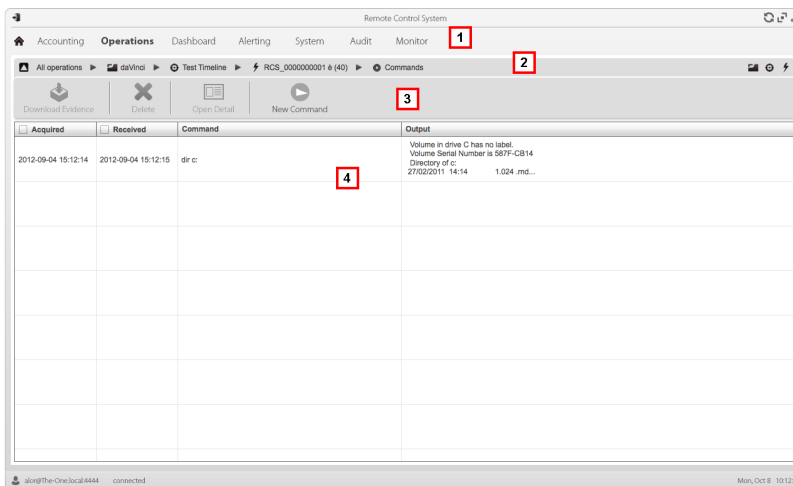 Remote Control System
Accounting Operations Dashboard Alerting System Audit Monitor 1
All operations daVinci Test Timeline RCS_0000000001 è (40) Commands 2
Download Evidence Delete Open Detail New Command 3
Acquired Received Command Output
2012-09-04 15:12:14 2012-09-04 15:12:15 dir c:
Volume in drive C has no label.
Volume Serial Number is 587F-CB14
Directory of c:
27/02/2011 14:14 1.024 .rnd...
4
alor@The-One.local:4444 connected Mon, Oct 8 10:12: